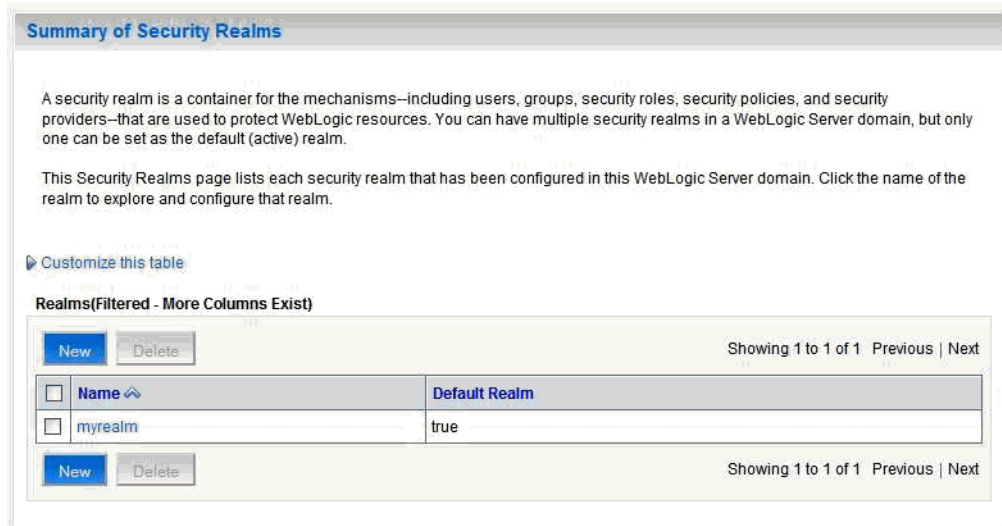 Summary of Security Realms
A security realm is a container for the mechanisms--including users, groups, security roles, security policies, and security
providers--that are used to protect WebLogic resources. You can have multiple security realms in a WebLogic Server domain, but only
one can be set as the default (active) realm.
This Security Realms page lists each security realm that has been configured in this WebLogic Server domain. Click the name of the
realm to explore and configure that realm.
Customize this table
Realms(Filtered - More Columns Exist)
New Delete Showing 1 to 1 of 1 Previous | Next
Name Default Realm
myrealm true
New Delete Showing 1 to 1 of 1 Previous | Next